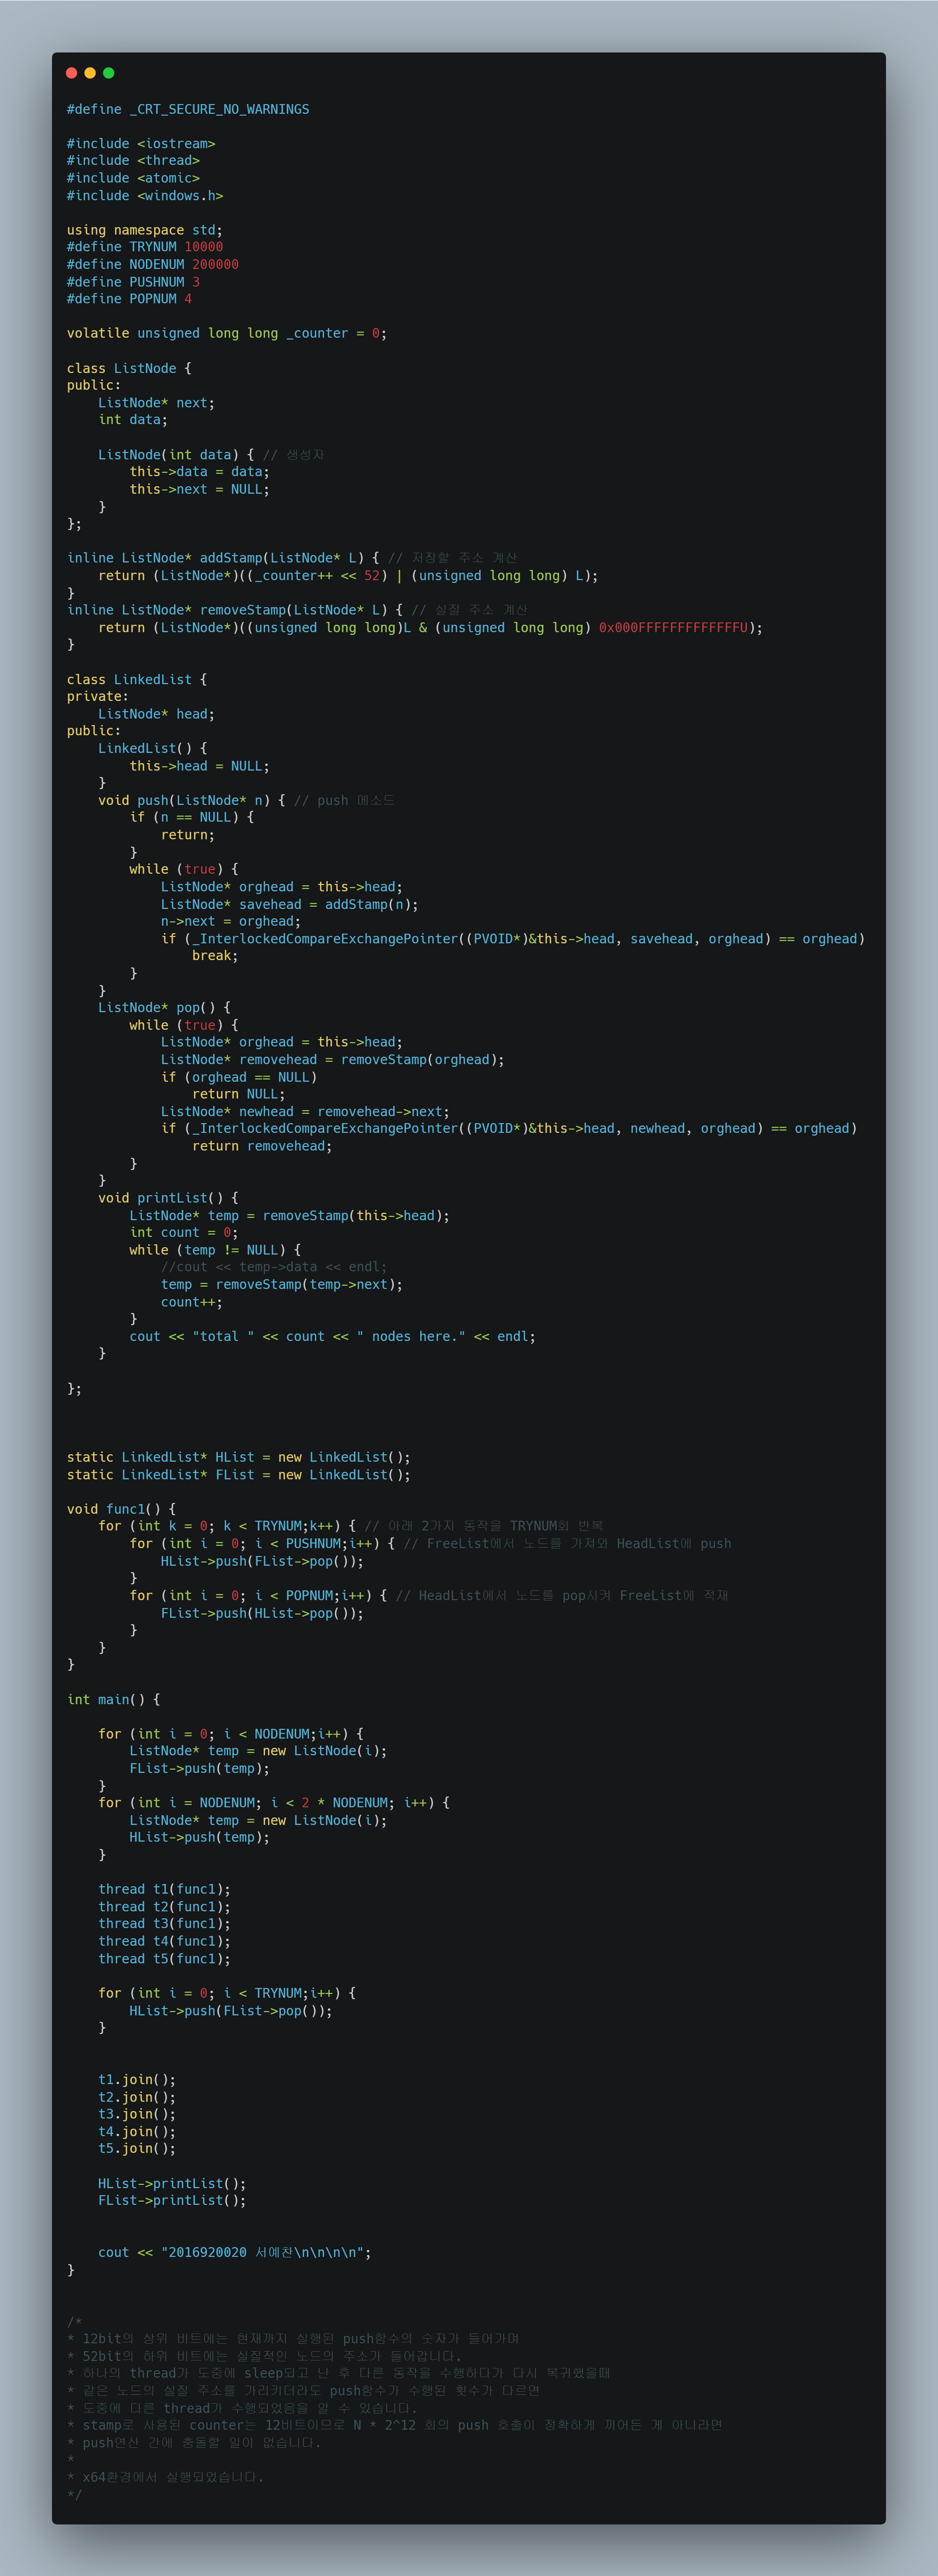 #define _CRT_SECURE_NO_WARNINGS
#include <iostream>
#include <thread>
#include <atomic>
#include <windows.h>
using namespace std;
#define TRYNUM 10000
#define NODENUM 200000
#define PUSHNUM 3
#define POPNUM 4
volatile unsigned long long _counter = 0;
class ListNode {
public:
    ListNode* next;
    int data;
    ListNode(int data) { // 생성자
        this->data = data;
        this->next = NULL;
    }
};
inline ListNode* addStamp(ListNode* L) { // 저장할 주소 계산
    return (ListNode*)((_counter++ << 52) | (unsigned long long) L);
}
inline ListNode* removeStamp(ListNode* L) { // 실질 주소 계산
    return (ListNode*)((unsigned long long)L & (unsigned long long) 0x000FFFFFFFFFFFFFU);
}
class LinkedList {
private:
    ListNode* head;
public:
    LinkedList() {
        this->head = NULL;
    }
    void push(ListNode* n) { // push 메소드
        if (n == NULL) {
            return;
        }
        while (true) {
            ListNode* orghead = this->head;
            ListNode* savehead = addStamp(n);
            n->next = orghead;
            if (_InterlockedCompareExchangePointer((PVOID*)&this->head, savehead, orghead) == orghead)
                break;
        }
    }
    ListNode* pop() {
        while (true) {
            ListNode* orghead = this->head;
            ListNode* removehead = removeStamp(orghead);
            if (orghead == NULL)
                return NULL;
            ListNode* newhead = removehead->next;
            if (_InterlockedCompareExchangePointer((PVOID*)&this->head, newhead, orghead) == orghead)
                return removehead;
        }
    }
    void printList() {
        ListNode* temp = removeStamp(this->head);
        int count = 0;
        while (temp != NULL) {
            //cout << temp->data << endl;
            temp = removeStamp(temp->next);
            count++;
        }
        cout << "total " << count << " nodes here." << endl;
    }
};
static LinkedList* HList = new LinkedList();
static LinkedList* FList = new LinkedList();
void func1() {
    for (int k = 0; k < TRYNUM;k++) { // 아래 2가지 동작을 TRYNUM회 반복
        for (int i = 0; i < PUSHNUM;i++) { // FreeList에서 노드를 가져와 HeadList에 push
            HList->push(FList->pop());
        }
        for (int i = 0; i < POPNUM;i++) { // HeadList에서 노드를 pop시켜 FreeList에 적재
            FList->push(HList->pop());
        }
    }
}
int main() {
    for (int i = 0; i < NODENUM;i++) {
        ListNode* temp = new ListNode(i);
        FList->push(temp);
    }
    for (int i = NODENUM; i < 2 * NODENUM; i++) {
        ListNode* temp = new ListNode(i);
        HList->push(temp);
    }
    thread t1(func1);
    thread t2(func1);
    thread t3(func1);
    thread t4(func1);
    thread t5(func1);
    for (int i = 0; i < TRYNUM;i++) {
        HList->push(FList->pop());
    }
    t1.join();
    t2.join();
    t3.join();
    t4.join();
    t5.join();
    HList->printList();
    FList->printList();
    cout << "2016920020 서예찬\n\n\n\n";
}
/*
* 12bit의 상위 비트에는 현재까지 실행된 push함수의 숫자가 들어가며
* 52bit의 하위 비트에는 실질적인 노드의 주소가 들어갑니다.
* 하나의 thread가 도중에 sleep되고 난 후 다른 동작을 수행하다가 다시 복귀했을때
* 같은 노드의 실질 주소를 가리키더라도 push함수가 수행된 횟수가 다르면
* 도중에 다른 thread가 수행되었음을 알 수 있습니다.
* stamp로 사용된 counter는 12비트이므로 N * 2^12 회의 push 호출이 정확하게 끼어든 게 아니라면
* push연산 간에 충돌할 일이 없습니다.
*
* x64환경에서 실행되었습니다.
*/